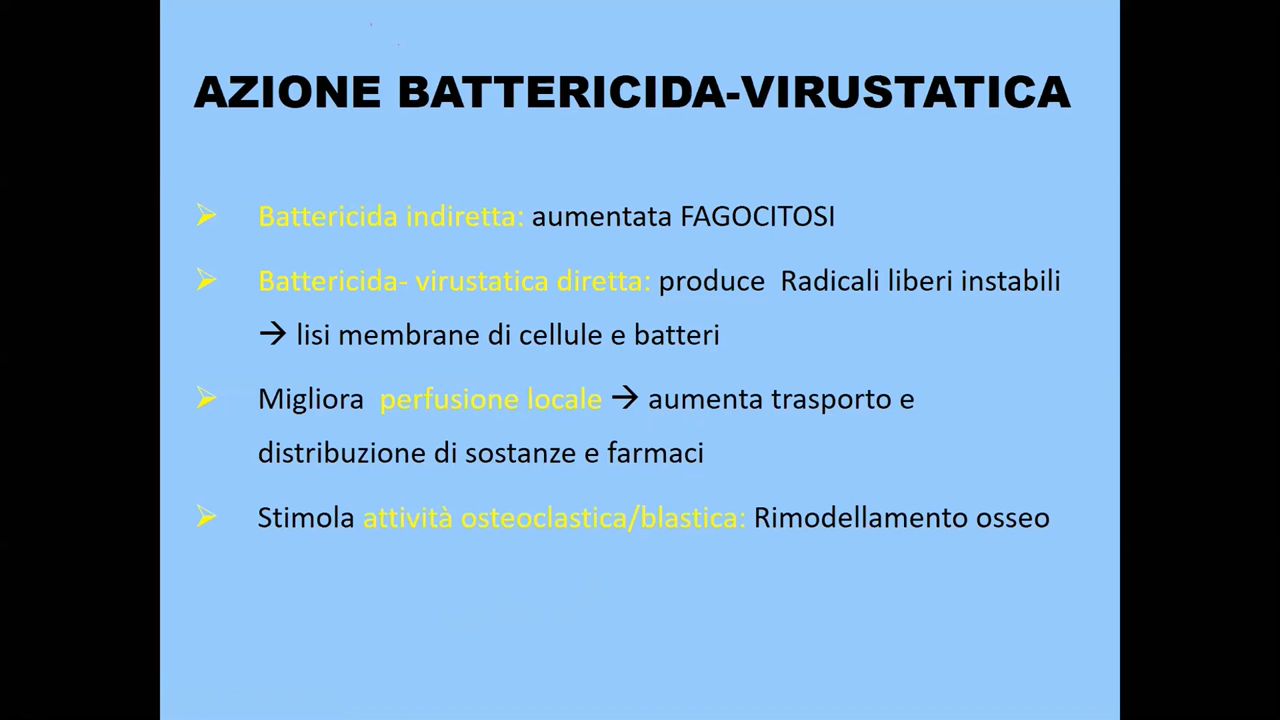 AZIONE BATTERICIDA-VIRUSTATICA
Battericida indiretta: aumentata FAGOCITOSI
Battericida- virustatica diretta: produce Radicali liberi instabili
→ lisi membrane di cellule e batteri
Migliora perfusione locale → aumenta trasporto e
distribuzione di sostanze e farmaci
Stimola attività osteoclastica/blastica: Rimodellamento osseo